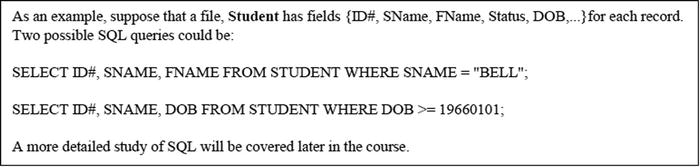 As an example, suppose that a file, Student has fields {ID#, SName, FName, Status, DOB,...}for each record.
Two possible SQL queries could be:
SELECT ID#, SNAME, FNAME FROM STUDENT WHERE SNAME = "BELL";
SELECT ID#, SNAME, DOB FROM STUDENT WHERE DOB >= 19660101;
A more detailed study of SQL will be covered later in the course.